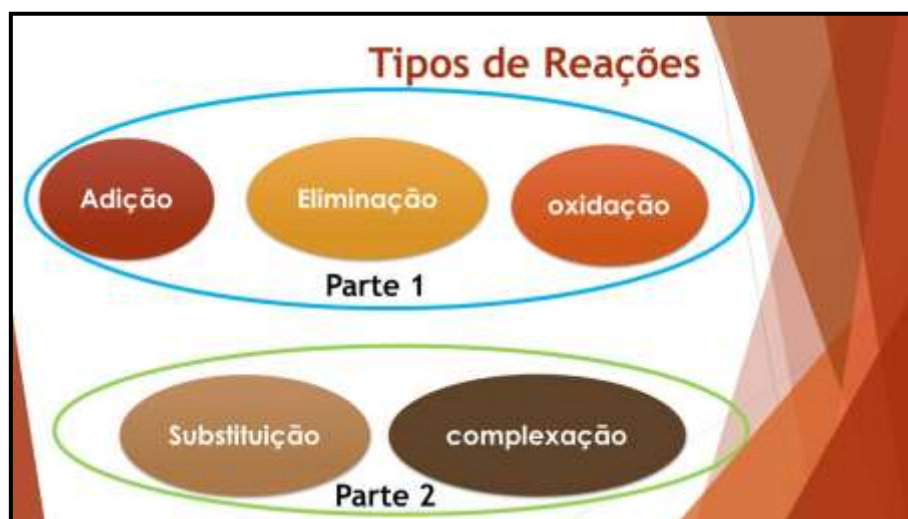 Tipos de Reações
Adição Eliminação oxidação
Parte 1
Substituição complexação
Parte 2